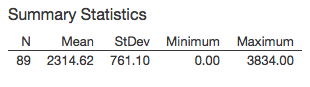 Summary Statistics
N Mean StDev Minimum Maximum
89 2314.62 761.10 0.00 3834.00